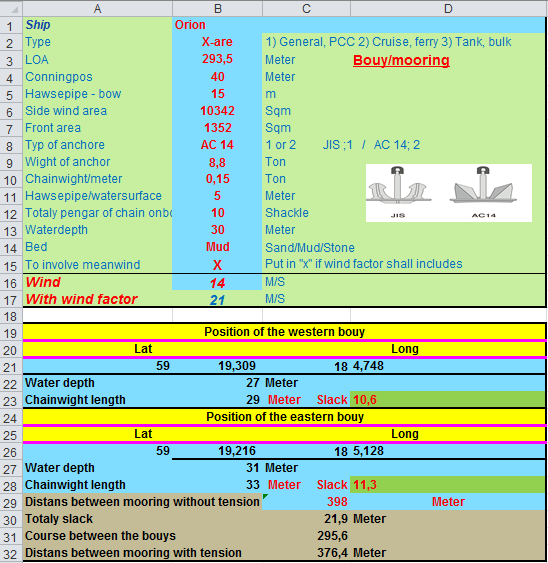 A B C D
1 Ship Orion
2 Type X-are 1) General, PCC 2) Cruise, ferry 3) Tank, bulk
3 LOA 293,5 Meter Bouy/mooring
4 Conningpos 40 Meter
5 Hawsepipe - bow 15 m
6 Side wind area 10342 Sqm
7 Front area 1352 Sqm
8 Typ of anchore AC 14 1 or 2 JIS ;1 / AC 14; 2
9 Wight of anchor 8,8 Ton
10 Chainwight/meter 0,15 Ton
11 Hawsepipe/watersurface 5 Meter
12 Totaly pengar of chain onbo 10 Shackle
JIS AC14
13 Waterdepth 30 Meter
14 Bed Mud Sand/Mud/Stone
15 To involve meanwind X Put in "x" if wind factor shall includes
16 Wind 14 M/S
17 With wind factor 21 M/S
18
19 Position of the western bouy
20 Lat Long
21 59 19,309 18 4,748
22 Water depth 27 Meter
23 Chainwight length 29 Meter Slack 10,6
24 Position of the eastern bouy
25 Lat Long
26 59 19,216 18 5,128
27 Water depth 31 Meter
28 Chainwight length 33 Meter Slack 11,3
29 Distans between mooring without tension 398 Meter
30 Totaly slack 21,9 Meter
31 Course between the bouys 295,6
32 Distans between mooring with tension 376,4 Meter